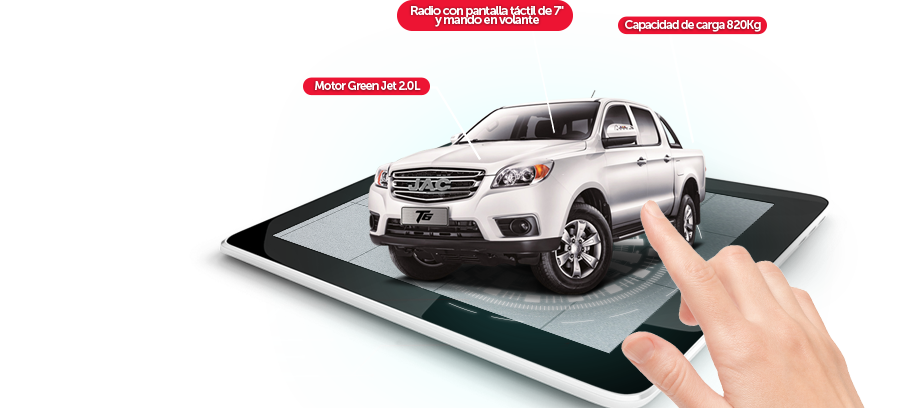 Radio con pantalla táctil de 7"
y mando en volante
Capacidad de carga 820Kg
Motor Green Jet 2.0L
JAC
T6